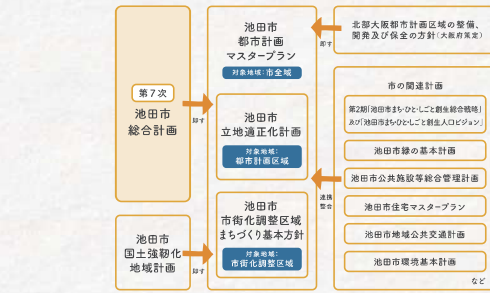 第7次
池田市
総合計画
即す
池田市
国土強靭化
地域計画
即す
池田市
都市計画
マスタープラン
対象地域：市全域
池田市
立地適正化計画
対象地域：
都市計画区域
池田市
市街化調整区域
まちづくり基本方針
対象地域：
市街化調整区域
即す
北部大阪都市計画区域の整備、
開発及び保全の方針（大阪府策定）
連携
整合
市の関連計画
第2期「池田市まち・ひと・しごと創生総合戦略」
及び「池田市まち・ひと・しごと創生人口ビジョン」
池田市緑の基本計画
池田市公共施設等総合管理計画
池田市住宅マスタープラン
池田市地域公共交通計画
池田市環境基本計画
など